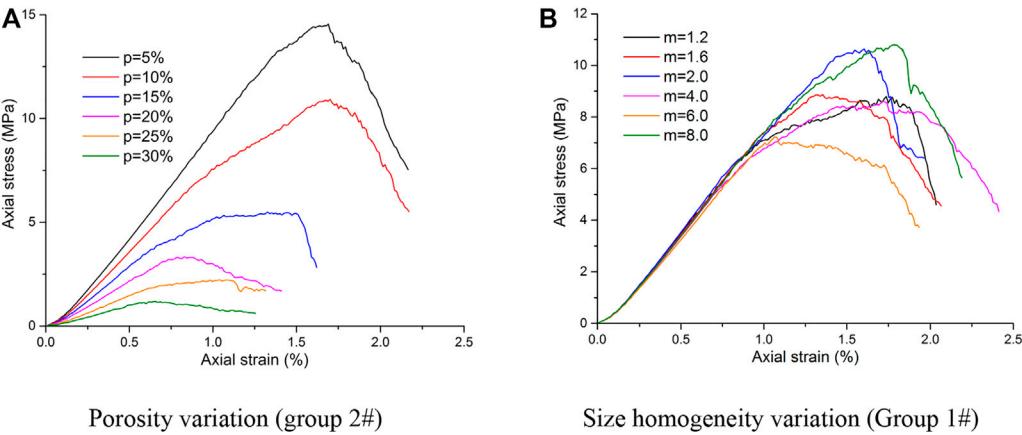 A
15
10
5
0
0.0
0.5
1.0
1.5
2.0
2.5
Axial stress (MPa)
Axial strain (%)
p=5%
p=10%
p=15%
p=20%
p=25%
p=30%
Porosity variation (group 2#)
B
12
10
8
6
4
2
0
0.0
0.5
1.0
1.5
2.0
2.5
Axial stress (MPa)
Axial strain (%)
m=1.2
m=1.6
m=2.0
m=4.0
m=6.0
m=8.0
Size homogeneity variation (Group 1#)